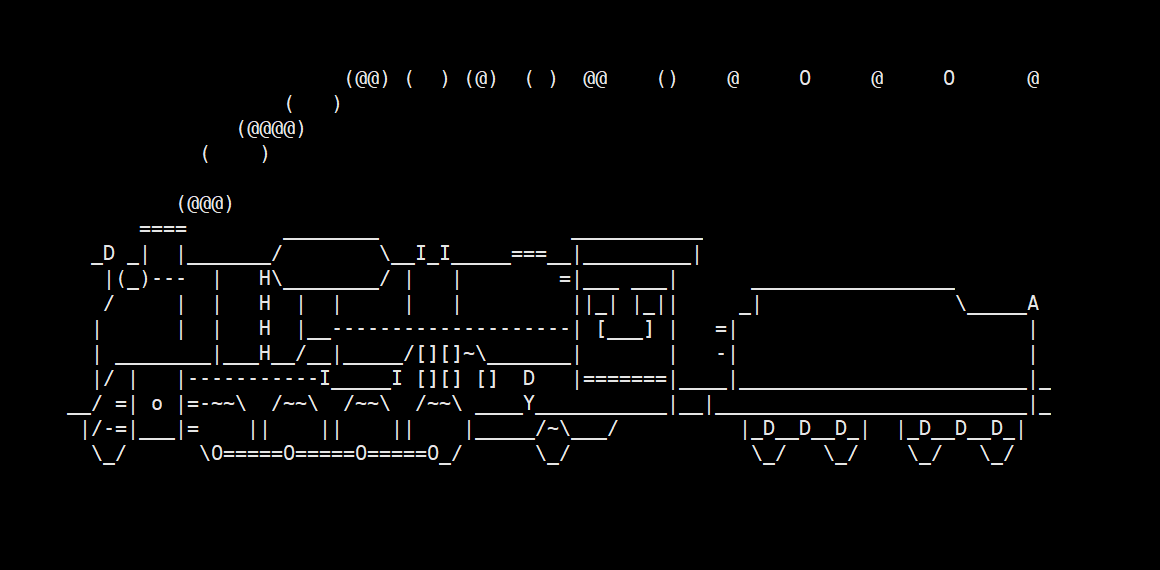 (@@) (  ) (@)  ( )  @@    ()    @     O     @     O      @
                  (   )
              (@@@@)
           (    )

         (@@@)
      ====        ________                ___________
  _D _|  |_______/        \__I_I_____===__|_________|
   |(_)---  |   H\________/ |   |        =|___ ___|      _________________
   /     |  |   H  |  |     |   |         ||_| |_||     _|                \_____A
  |      |  |   H  |__--------------------| [___] |   =|                        |
  | ________|___H__/__|_____/[][]~\_______|       |   -|                        |
  |/ |   |-----------I_____I [][] []  D   |=======|____|________________________|_
__/ =| o |=-~~\  /~~\  /~~\  /~~\ ____Y___________|__|__________________________|_
 |/-=|___|=    ||    ||    ||    |_____/~\___/          |_D__D__D_|  |_D__D__D_|
  \_/      \O=====O=====O=====O_/      \_/               \_/   \_/    \_/   \_/